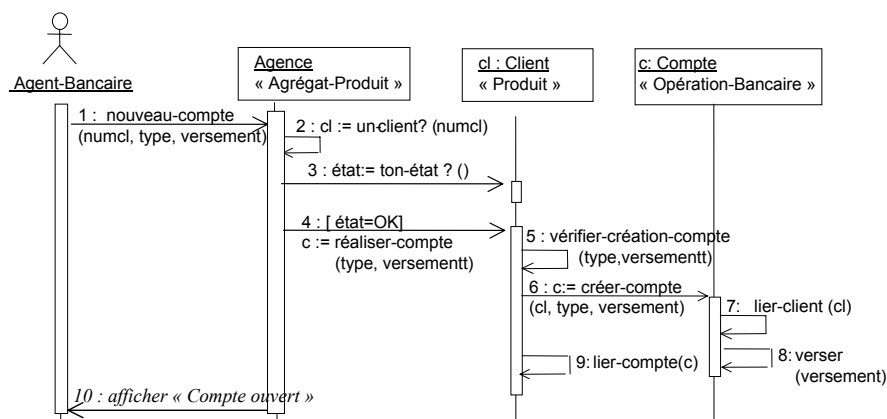 Agent-Bancaire
Agence
« Agrégat-Produit »
cl : Client
« Produit »
c: Compte
« Opération-Bancaire »
1 : nouveau-compte
(numcl, type, versement)
2 : cl := un-client? (numcl)
3 : état:= ton-état ? ()
4 : [ état=OK]
c := réaliser-compte
(type, versementt)
5 : vérifier-création-compte
(type,versementt)
6 : c:= créer-compte
(cl, type, versement)
7: lier-client (cl)
8: verser
(versement)
9: lier-compte(c)
10 : afficher « Compte ouvert »